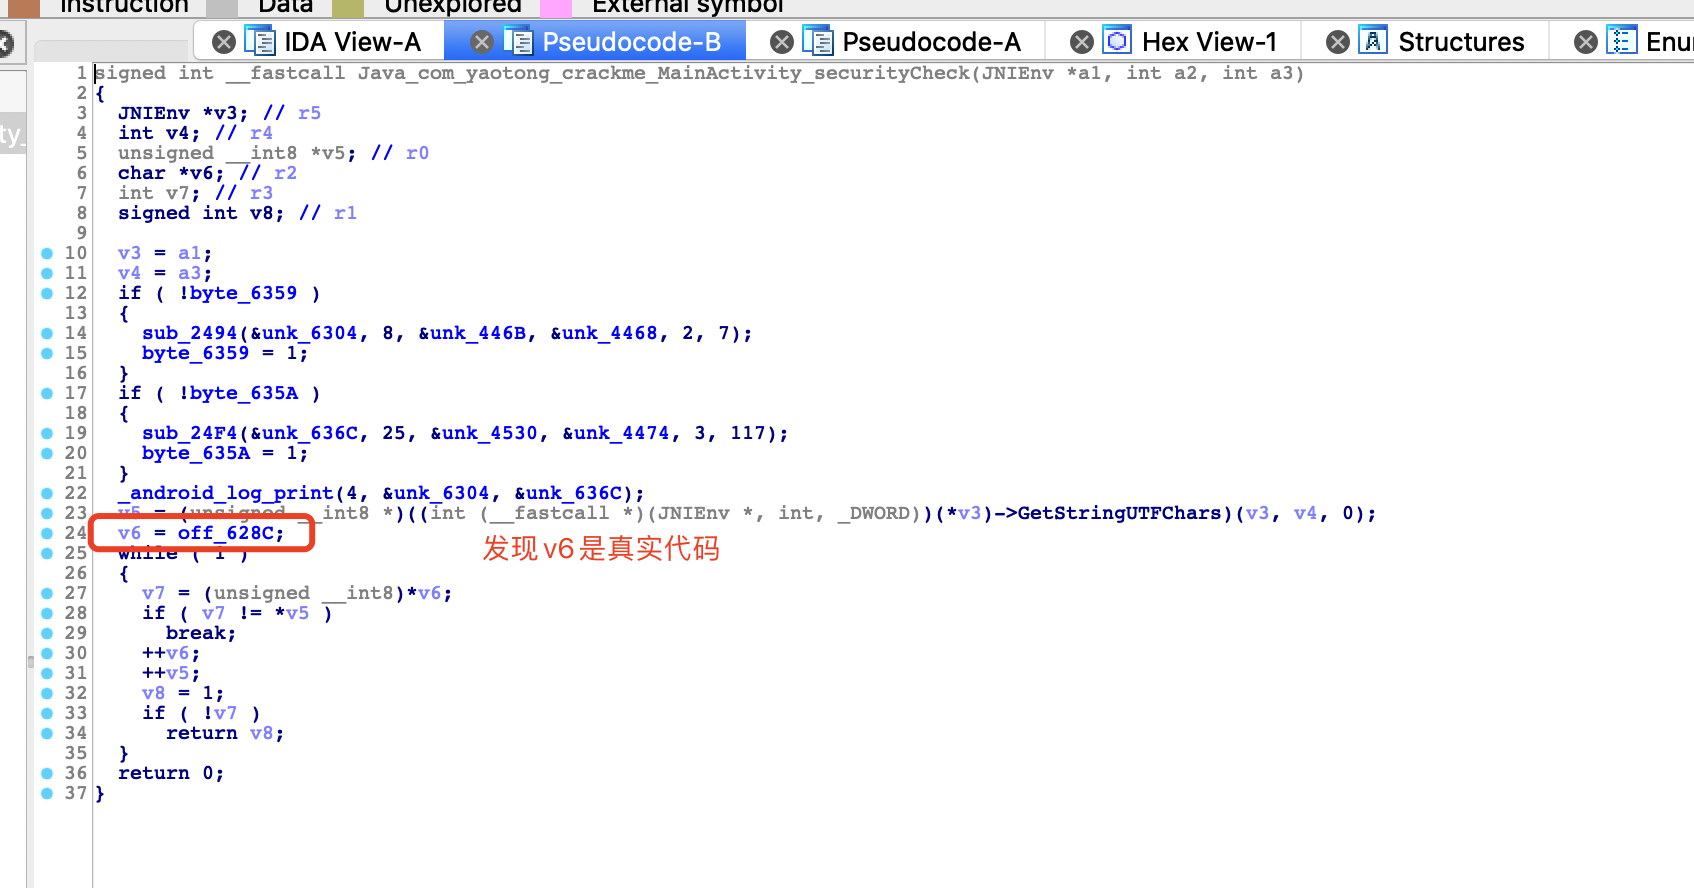 Instruction Data Unexplored External symbol
IDA View-A Pseudocode-B Pseudocode-A Hex View-1 Structures Enu
ty_
1 signed int __fastcall Java_com_yaotong_crackme_MainActivity_securityCheck(JNIEnv *a1, int a2, int a3)
2 {
3 JNIEnv *v3; // r5
4 int v4; // r4
5 unsigned __int8 *v5; // r0
6 char *v6; // r2
7 int v7; // r3
8 signed int v8; // r1
9
10 v3 = a1;
11 v4 = a3;
12 if ( !byte_6359 )
13 {
14 sub_2494(&unk_6304, 8, &unk_446B, &unk_4468, 2, 7);
15 byte_6359 = 1;
16 }
17 if ( !byte_635A )
18 {
19 sub_24F4(&unk_636C, 25, &unk_4530, &unk_4474, 3, 117);
20 byte_635A = 1;
21 }
22 _android_log_print(4, &unk_6304, &unk_636C);
23 v5 = (unsigned __int8 *)((int (__fastcall *)(JNIEnv *, int, _DWORD))(*v3)->GetStringUTFChars)(v3, v4, 0);
24 v6 = off_628C;
发现v6是真实代码
25 while ( 1 )
26 {
27 v7 = (unsigned __int8)*v6;
28 if ( v7 != *v5 )
29 break;
30 ++v6;
31 ++v5;
32 v8 = 1;
33 if ( !v7 )
34 return v8;
35 }
36 return 0;
37 }